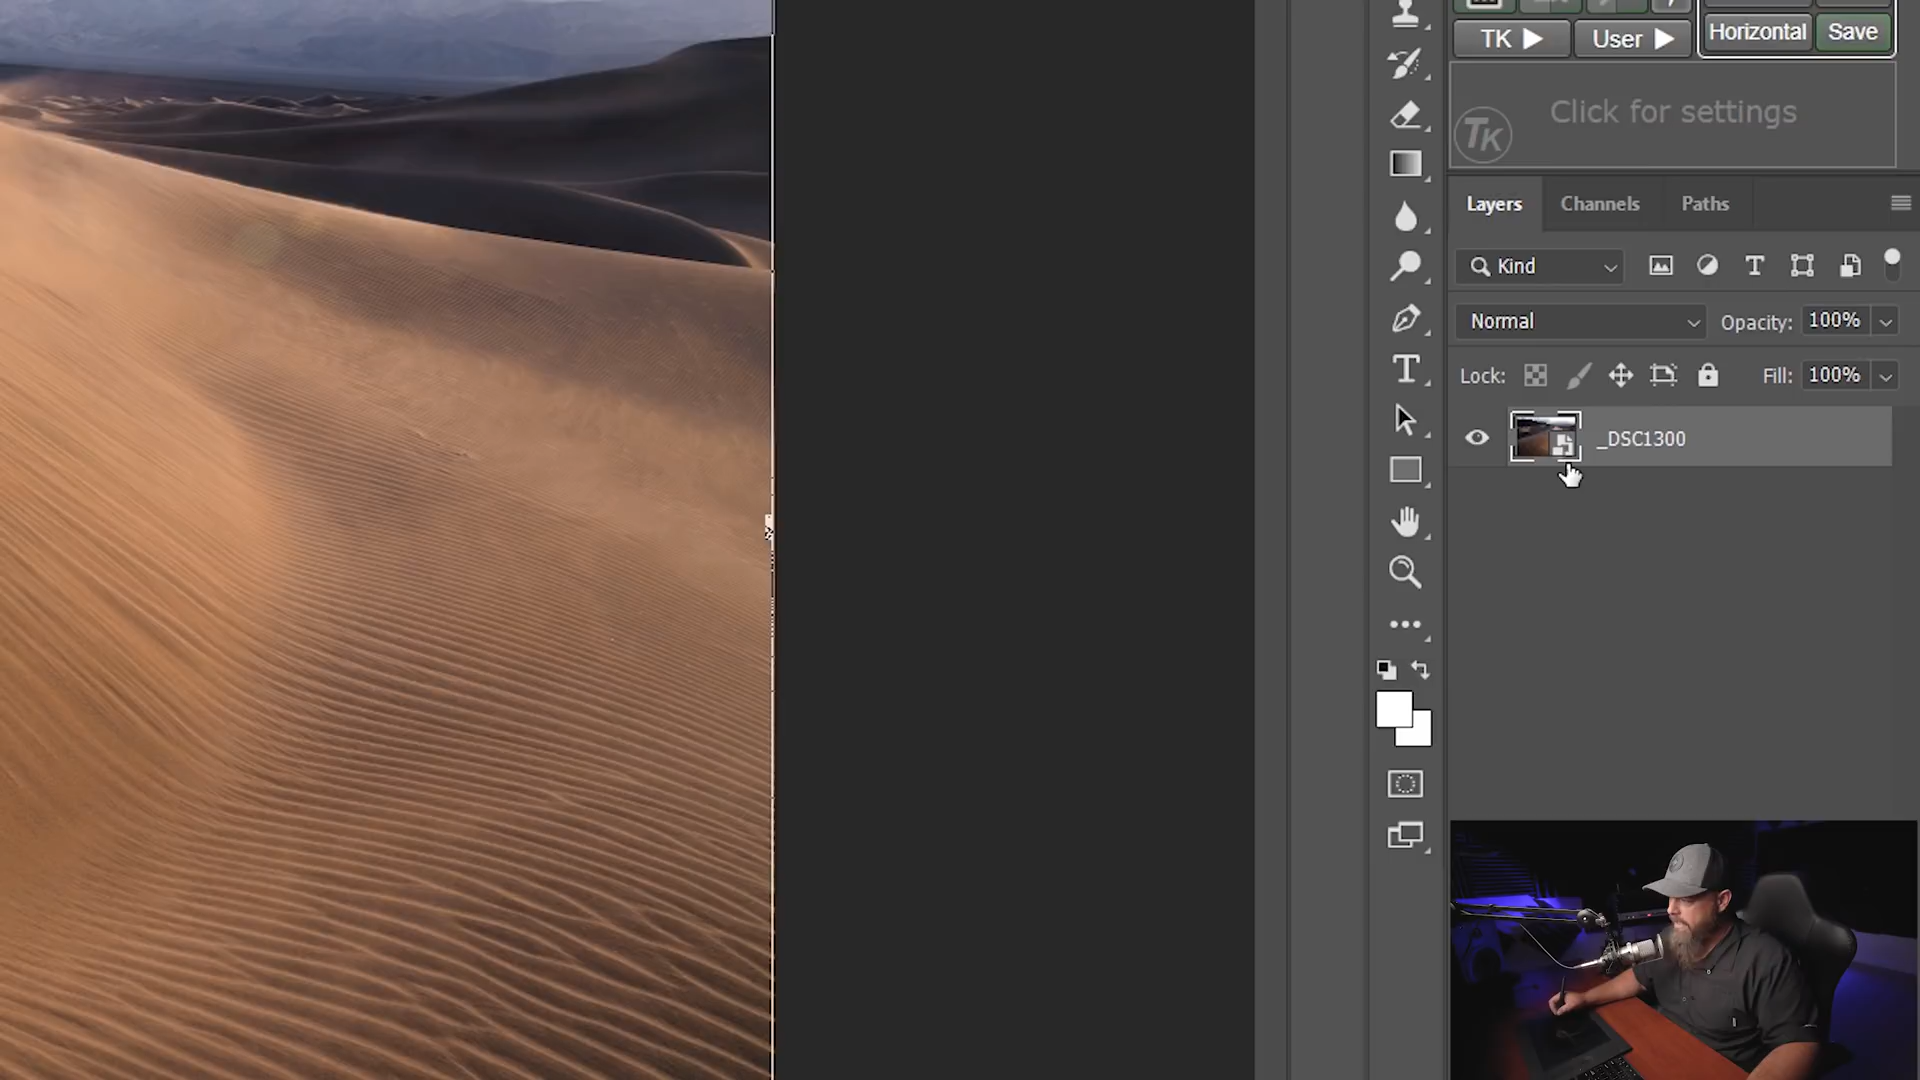 TK
User
Horizontal
Save
Click for settings
TK
Layers
Channels
Paths
Kind
Normal
Opacity:
100%
Lock:
Fill:
100%
_DSC1300